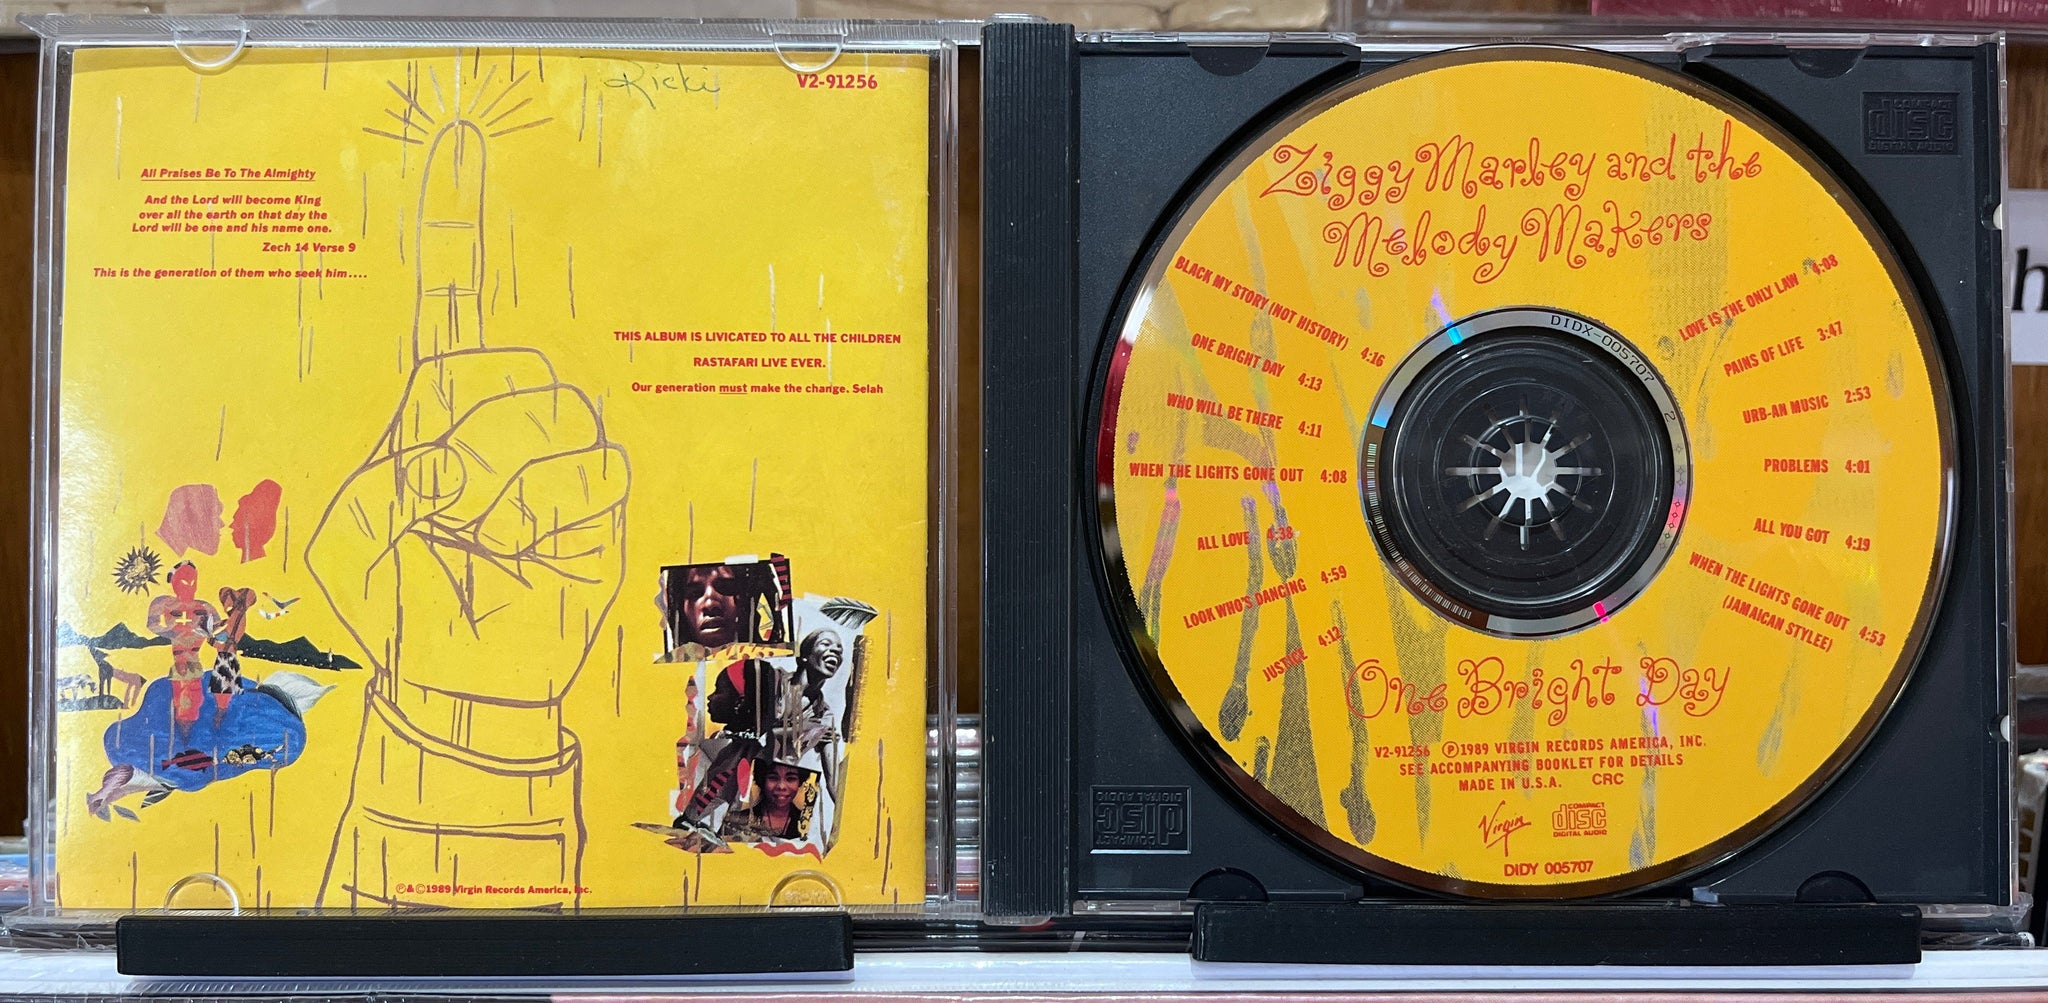 Ricki
V2-91256
All Praises Be To The Almighty
And the Lord will become King
over all the earth on that day the
Lord will be one and his name one.
Zech 14 Verse 9
This is the generation of them who seek him....
THIS ALBUM IS LIVICATED TO ALL THE CHILDREN
RASTAFARI LIVE EVER.
Our generation must make the change. Selah
℗&©1989 Virgin Records America, Inc.
Ziggy Marley and the
Melody Makers
BLACK MY STORY (NOT HISTORY) 4:16
ONE BRIGHT DAY 4:13
WHO WILL BE THERE 4:11
WHEN THE LIGHTS GONE OUT 4:08
ALL LOVE 4:38
LOOK WHO'S DANCING 4:59
JUSTICE 4:12
LOVE IS THE ONLY LAW 4:08
PAINS OF LIFE 3:47
URB-AN MUSIC 2:53
PROBLEMS 4:01
ALL YOU GOT 4:19
WHEN THE LIGHTS GONE OUT
(JAMAICAN STYLEE) 4:53
DIDX-005707 2
One Bright Day
V2-91256 ℗1989 VIRGIN RECORDS AMERICA, INC.
SEE ACCOMPANYING BOOKLET FOR DETAILS
MADE IN U.S.A. CRC
Virgin
COMPACT
disc
DIGITAL AUDIO
DIDY 005707
COMPACT
disc
DIGITAL AUDIO
COMPACT
disc
DIGITAL AUDIO
h